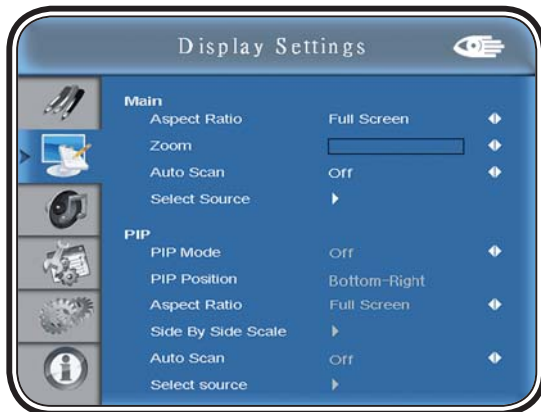 Display Settings
Main
Aspect Ratio Full Screen
Zoom
Auto Scan Off
Select Source
PIP
PIP Mode Off
PIP Position Bottom-Right
Aspect Ratio Full Screen
Side By Side Scale
Auto Scan Off
Select source